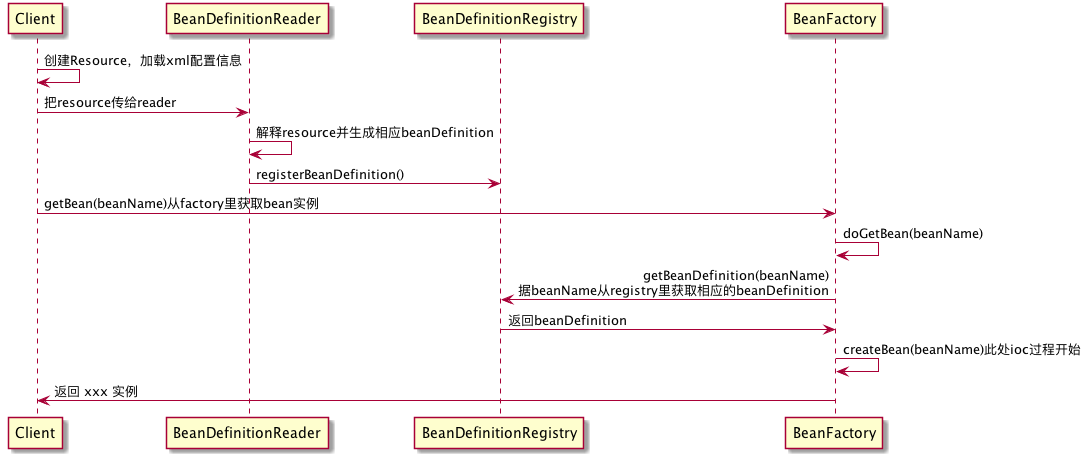 Client
BeanDefinitionReader
BeanDefinitionRegistry
BeanFactory
创建Resource，加载xml配置信息
把resource传给reader
解释resource并生成相应beanDefinition
registerBeanDefinition()
getBean(beanName)从factory里获取bean实例
doGetBean(beanName)
getBeanDefinition(beanName)
据beanName从registry里获取相应的beanDefinition
返回beanDefinition
createBean(beanName)此处ioc过程开始
返回 xxx 实例
Client
BeanDefinitionReader
BeanDefinitionRegistry
BeanFactory